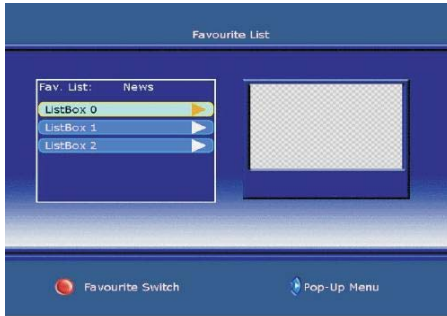 Favourite List
Fav. List: News
ListBox 0
ListBox 1
ListBox 2
Favourite Switch
Pop-Up Menu